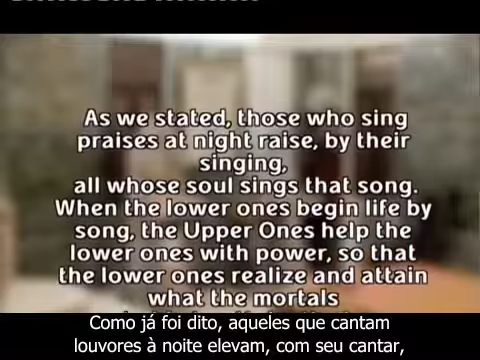 As we stated, those who sing
praises at night raise, by their
singing,
all whose soul sings that song.
When the lower ones begin life by
song, the Upper Ones help the
lower ones with power, so that
the lower ones realize and attain
what the mortals
Como já foi dito, aqueles que cantam
louvores à noite elevam, com seu cantar,